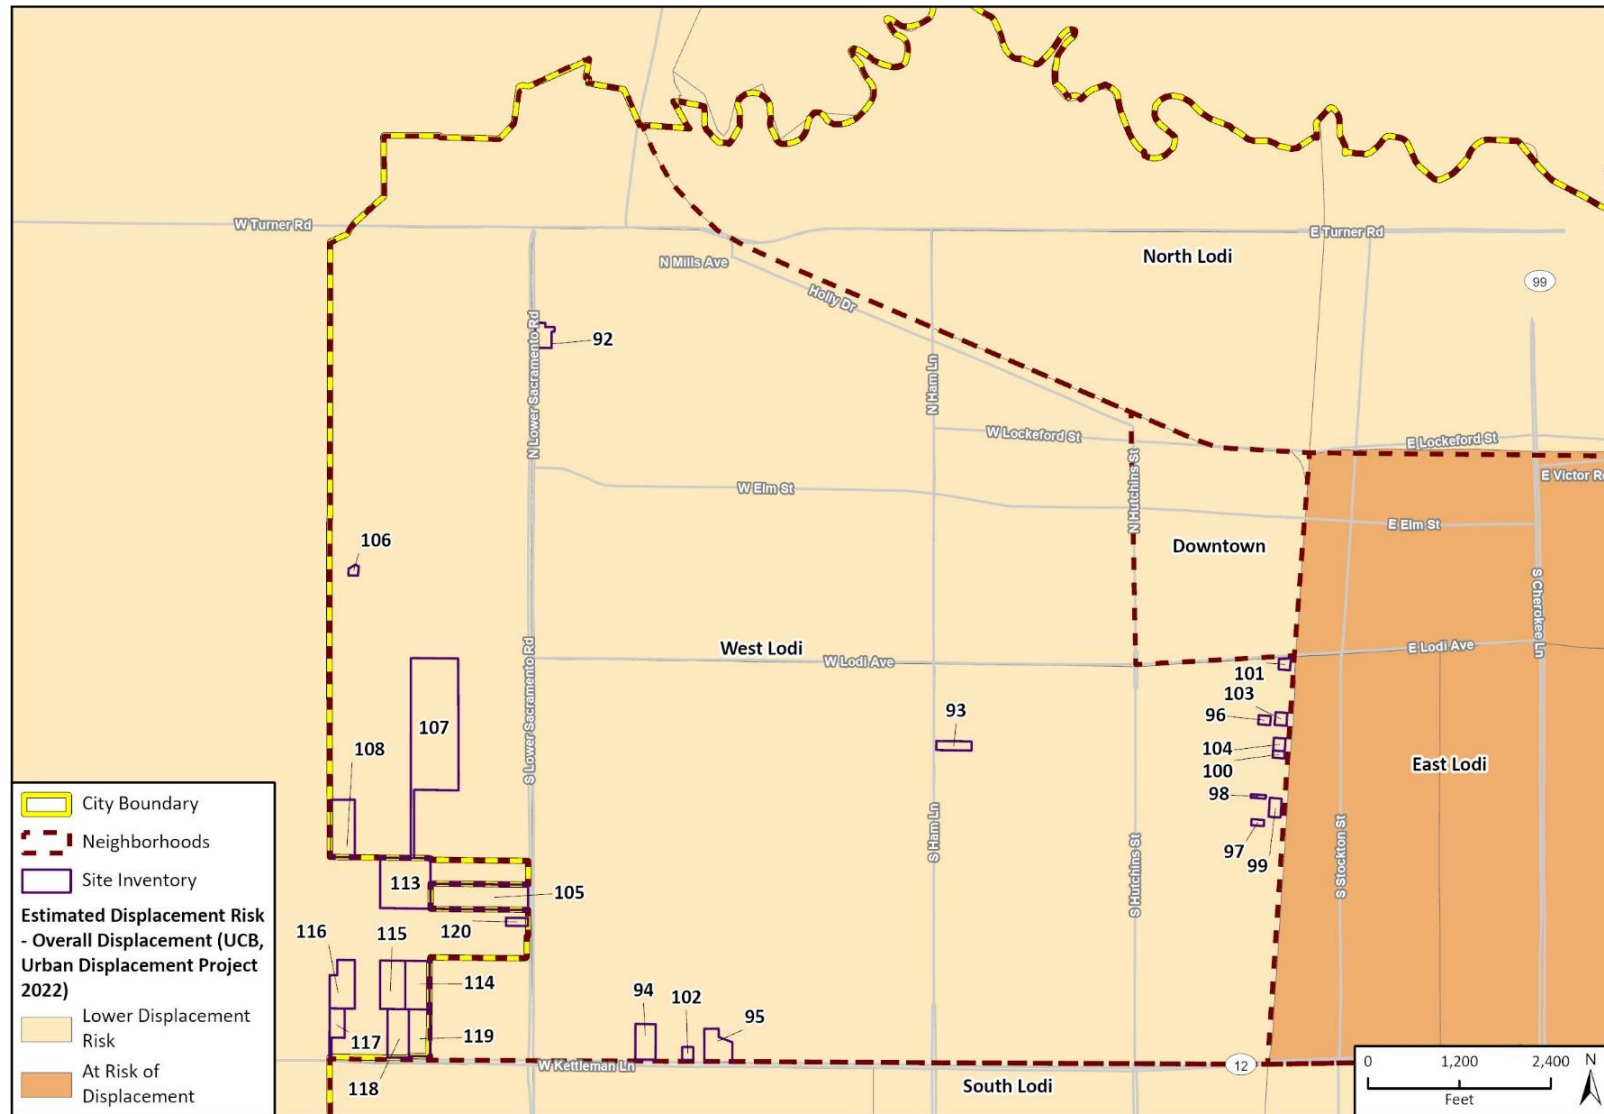 W Turner Rd
E Turner Rd
North Lodi
N Mills Ave
99
Holly Dr
92
N Lower Sacramento Rd
N Ham Ln
W Lockeford St
E Lockeford St
N Hutchins St
E Victor Rd
W Elm St
E Elm St
Downtown
106
S Cherokee Ln
West Lodi
W Lodi Ave
E Lodi Ave
S Lower Sacramento Rd
101
103
96
93
107
108
104
100
East Lodi
98
97
99
S Ham Ln
S Hutchins St
S Stockton St
113
105
120
116
115
114
94
102
95
117
119
118
W Kettleman Ln
12
South Lodi
City Boundary
Neighborhoods
Site Inventory
Estimated Displacement Risk
- Overall Displacement (UCB,
Urban Displacement Project
2022)
Lower Displacement
Risk
At Risk of
Displacement
0 1,200 2,400
Feet
N